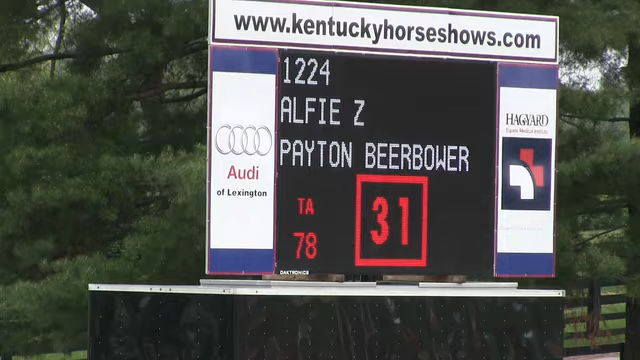 www.kentuckyhorseshows.com
1224
ALFIE Z
PAYTON BEERBOWER
TA
78
31
DAKTRONICS
Audi
of Lexington
HAGYARD
Equine Medical Institute